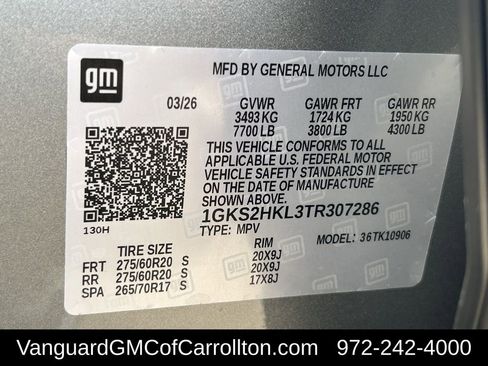 gm
MFD BY GENERAL MOTORS LLC
03/26 GVWR GAWR FRT GAWR RR
3493 KG 1724 KG 1950 KG
7700 LB 3800 LB 4300 LB
THIS VEHICLE CONFORMS TO ALL
APPLICABLE U.S. FEDERAL MOTOR
VEHICLE SAFETY STANDARDS IN
EFFECT ON THE DATE OF
MANUFACTURE SHOWN ABOVE.
1GKS2HKL3TR307286
130H TYPE: MPV MODEL: 36TK10906
TIRE SIZE RIM
FRT 275/60R20 S 20X9J
RR 275/60R20 S 20X9J
SPA 265/70R17 S 17X8J
VanguardGMCofCarrollton.com 972-242-4000